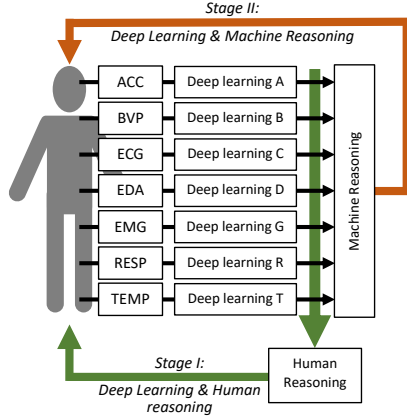 Stage II:
Deep Learning & Machine Reasoning
ACC Deep learning A
BVP Deep learning B
ECG Deep learning C
EDA Deep learning D
EMG Deep learning G
RESP Deep learning R
TEMP Deep learning T
Machine Reasoning
Stage I:
Deep Learning & Human
reasoning
Human
Reasoning